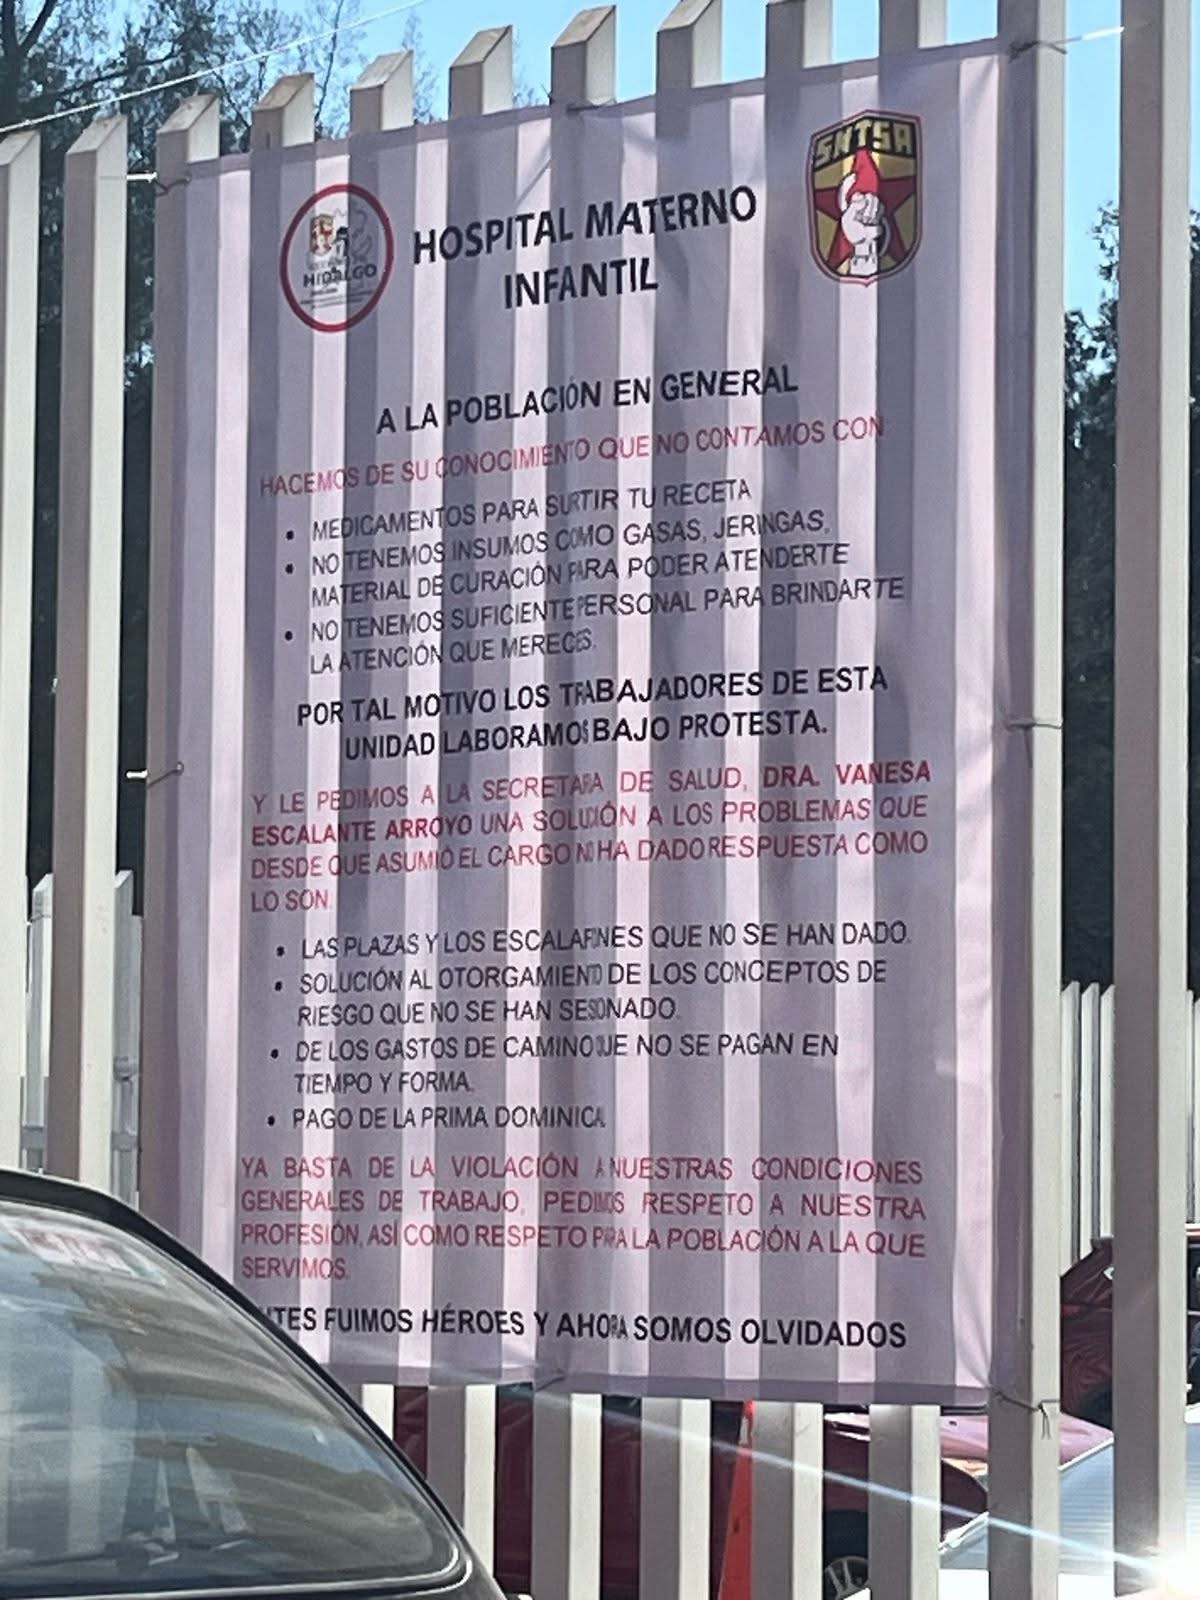 SNTSA
HIDALGO
HOSPITAL MATERNO
INFANTIL
A LA POBLACIÓN EN GENERAL
HACEMOS DE SU CONOCIMIENTO QUE NO CONTAMOS CON
• MEDICAMENTOS PARA SURTIR TU RECETA
• NO TENEMOS INSUMOS COMO GASAS, JERINGAS,
MATERIAL DE CURACIÓN PARA PODER ATENDERTE
• NO TENEMOS SUFICIENTE PERSONAL PARA BRINDARTE
LA ATENCIÓN QUE MERECES.
POR TAL MOTIVO LOS TRABAJADORES DE ESTA
UNIDAD LABORAMOS BAJO PROTESTA.
Y LE PEDIMOS A LA SECRETARA DE SALUD, DRA. VANESA
ESCALANTE ARROYO UNA SOLUCIÓN A LOS PROBLEMAS QUE
DESDE QUE ASUMIÓ EL CARGO NO HA DADO RESPUESTA COMO
LO SON
• LAS PLAZAS Y LOS ESCALAFONES QUE NO SE HAN DADO.
• SOLUCIÓN AL OTORGAMIENTO DE LOS CONCEPTOS DE
RIESGO QUE NO SE HAN SESIONADO.
• DE LOS GASTOS DE CAMINO QUE NO SE PAGAN EN
TIEMPO Y FORMA.
• PAGO DE LA PRIMA DOMINICAL
YA BASTA DE LA VIOLACIÓN A NUESTRAS CONDICIONES
GENERALES DE TRABAJO, PEDIMOS RESPETO A NUESTRA
PROFESIÓN, ASÍ COMO RESPETO PARA LA POBLACIÓN A LA QUE
SERVIMOS.
ANTES FUIMOS HÉROES Y AHORA SOMOS OLVIDADOS